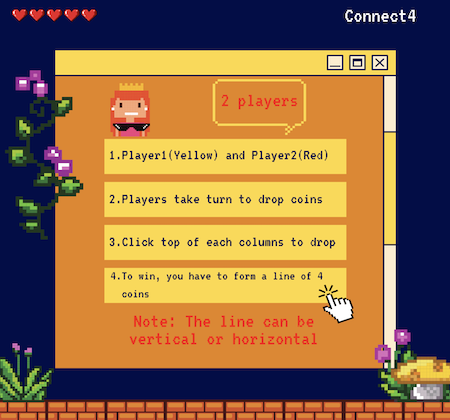 Connect4
2 players
1.Player1(Yellow) and Player2(Red)
2.Players take turn to drop coins
3.Click top of each columns to drop
4.To win, you have to form a line of 4
coins
Note: The line can be
vertical or horizontal